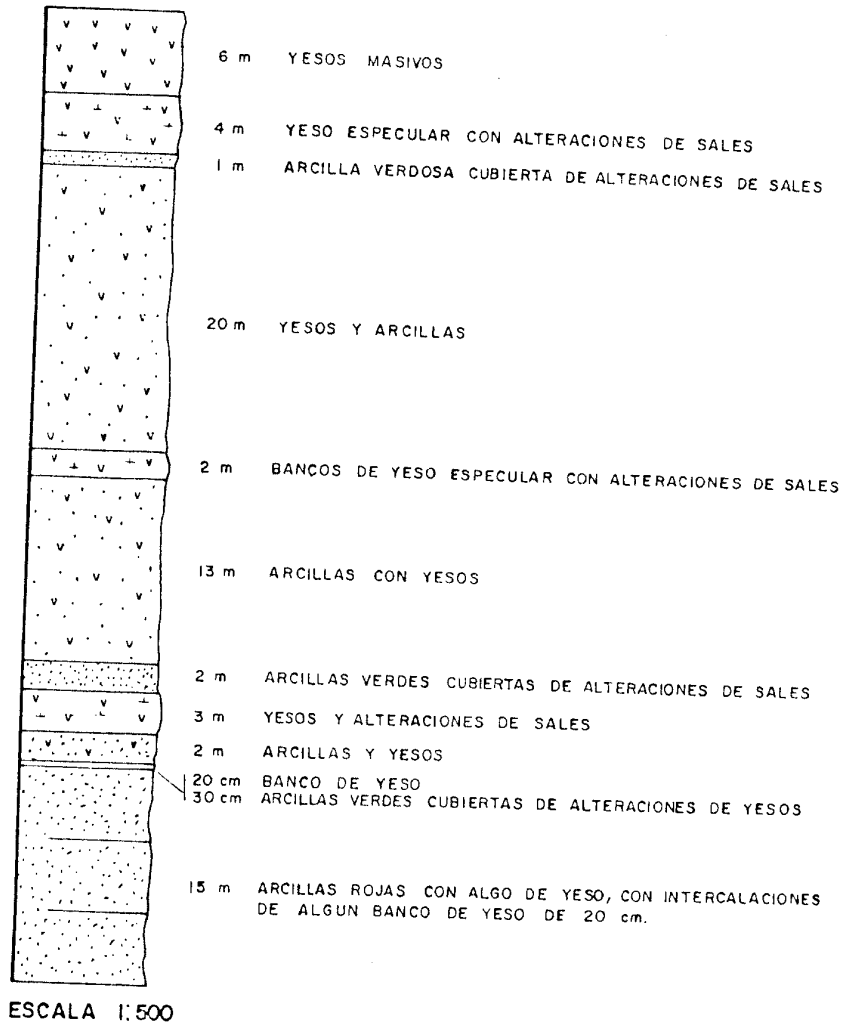 6 m YESOS MASIVOS
4 m YESO ESPECULAR CON ALTERACIONES DE SALES
1 m ARCILLA VERDOSA CUBIERTA DE ALTERACIONES DE SALES
20 m YESOS Y ARCILLAS
2 m BANCOS DE YESO ESPECULAR CON ALTERACIONES DE SALES
13 m ARCILLAS CON YESOS
2 m ARCILLAS VERDES CUBIERTAS DE ALTERACIONES DE SALES
3 m YESOS Y ALTERACIONES DE SALES
2 m ARCILLAS Y YESOS
20 cm BANCO DE YESO
30 cm ARCILLAS VERDES CUBIERTAS DE ALTERACIONES DE YESOS
15 m ARCILLAS ROJAS CON ALGO DE YESO, CON INTERCALACIONES
DE ALGUN BANCO DE YESO DE 20 cm.
ESCALA 1:500